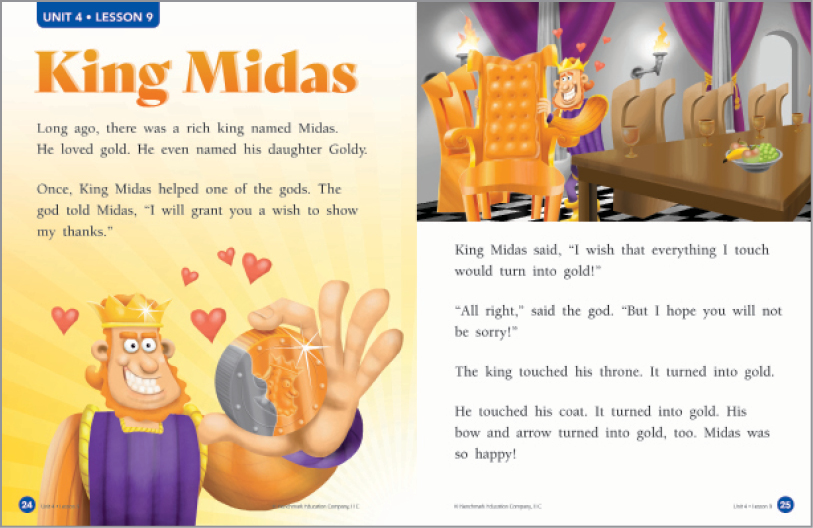 UNIT 4 • LESSON 9
King Midas
Long ago, there was a rich king named Midas.
He loved gold. He even named his daughter Goldy.
Once, King Midas helped one of the gods. The
god told Midas, “I will grant you a wish to show
my thanks.”
24
Unit 4 • Lesson
Benchmark Education Company, LLC
King Midas said, “I wish that everything I touch
would turn into gold!”
“All right,” said the god. “But I hope you will not
be sorry!”
The king touched his throne. It turned into gold.
He touched his coat. It turned into gold. His
bow and arrow turned into gold, too. Midas was
so happy!
Benchmark Education Company, LLC
Unit 4 • Lesson 9
25